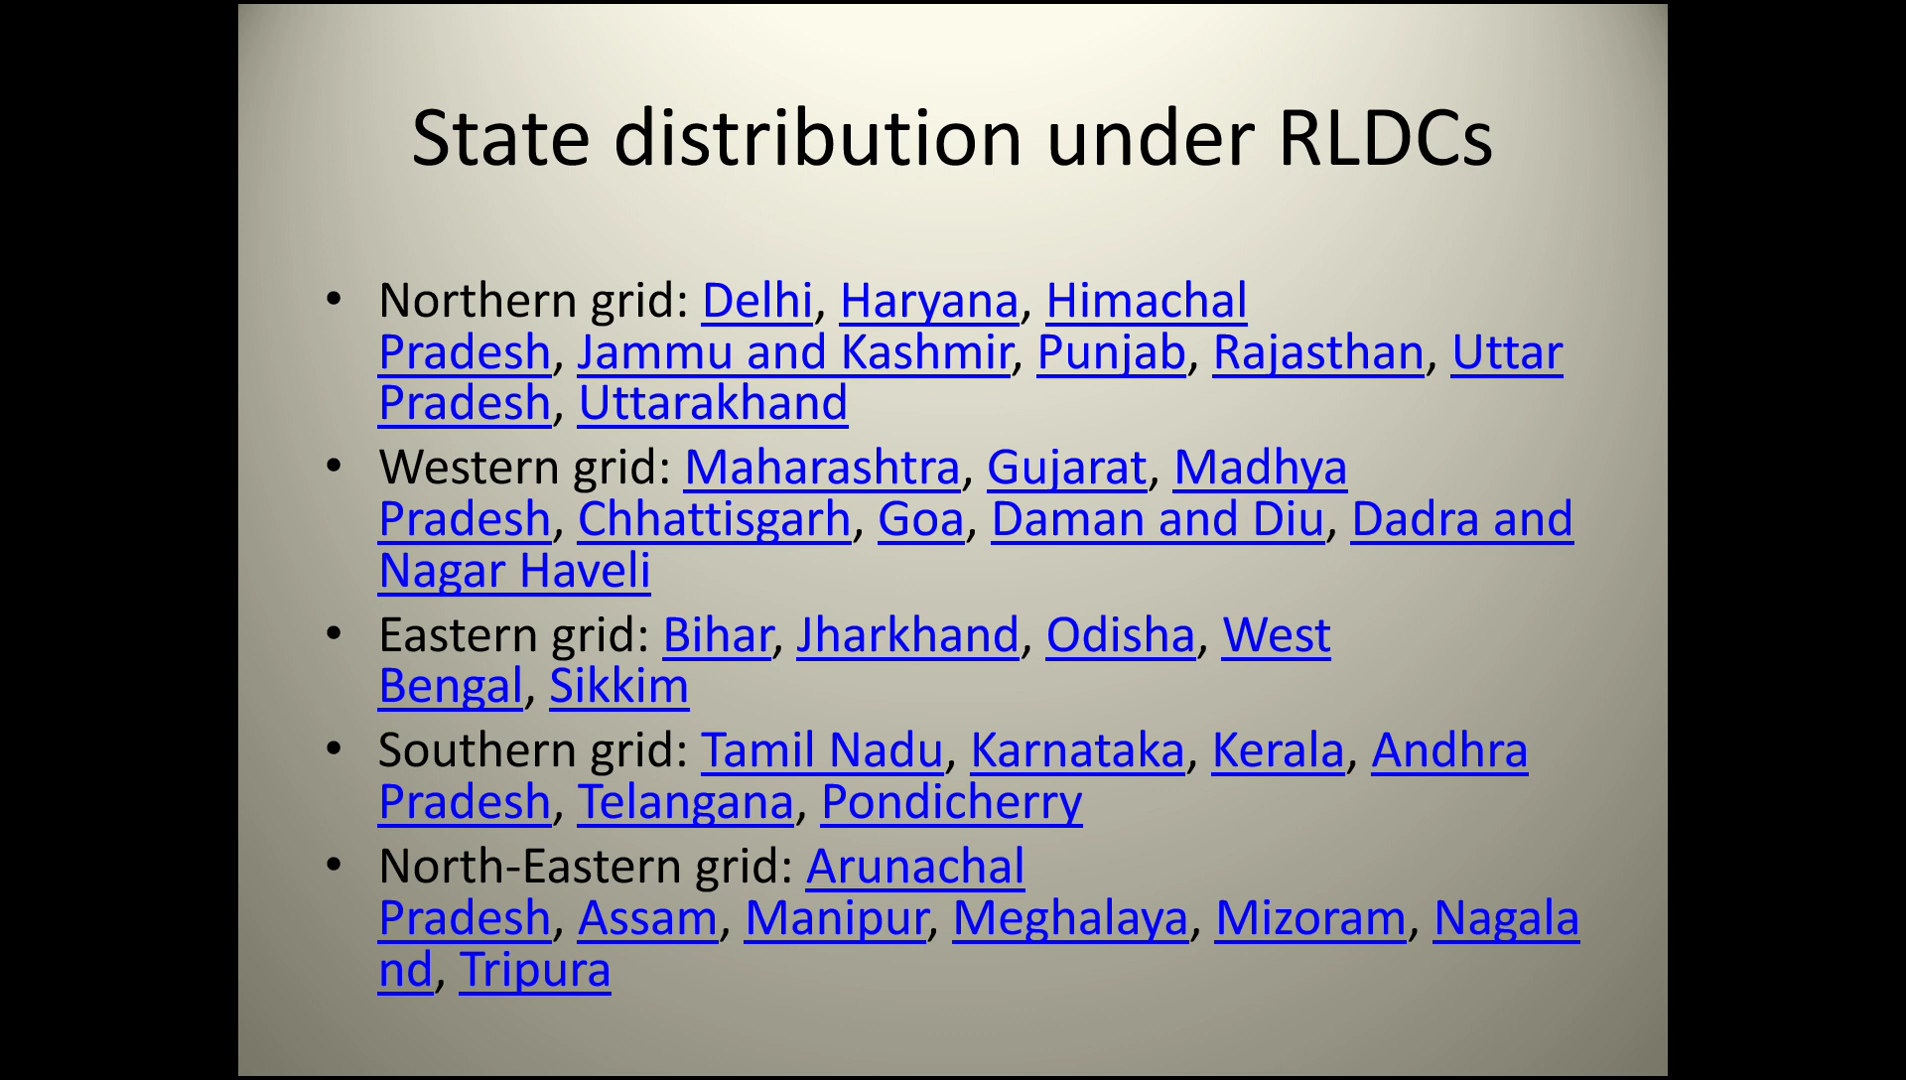 State distribution under RLDCs
• Northern grid: Delhi, Haryana, Himachal
Pradesh, Jammu and Kashmir, Punjab, Rajasthan, Uttar
Pradesh, Uttarakhand
• Western grid: Maharashtra, Gujarat, Madhya
Pradesh, Chhattisgarh, Goa, Daman and Diu, Dadra and
Nagar Haveli
• Eastern grid: Bihar, Jharkhand, Odisha, West
Bengal, Sikkim
• Southern grid: Tamil Nadu, Karnataka, Kerala, Andhra
Pradesh, Telangana, Pondicherry
• North-Eastern grid: Arunachal
Pradesh, Assam, Manipur, Meghalaya, Mizoram, Nagala
nd, Tripura